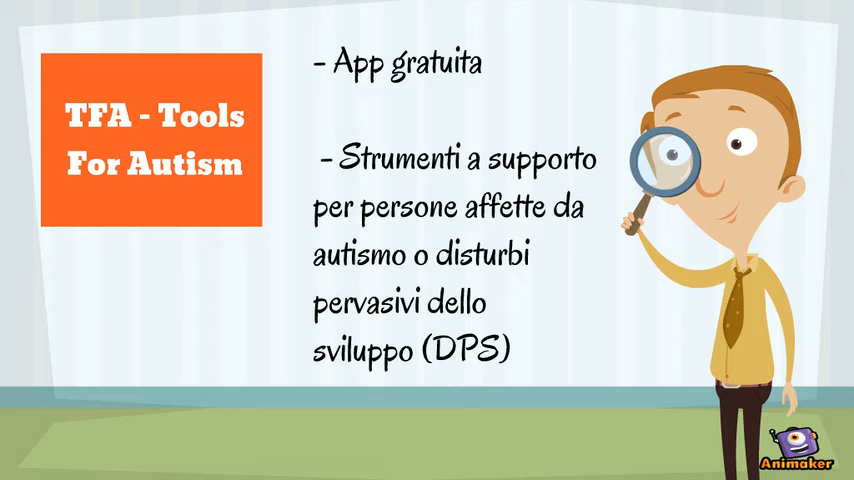 TFA - Tools
For Autism
- App gratuita
- Strumenti a supporto
per persone affette da
autismo o disturbi
pervasivi dello
sviluppo (DPS)
Animaker